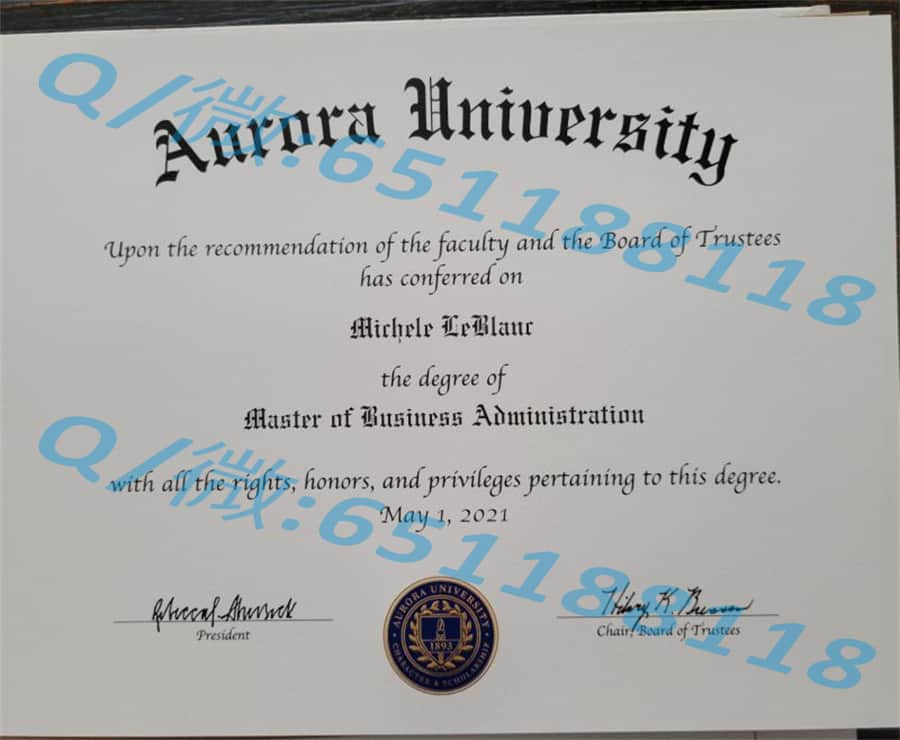 Aurora University
Upon the recommendation of the faculty and the Board of Trustees
has conferred on
Michele LeBlanc
the degree of
Master of Business Administration
with all the rights, honors, and privileges pertaining to this degree.
May 1, 2021
President
Chair, Board of Trustees
AURORA UNIVERSITY
1893
CHARACTER & SCHOLARSHIP
Q/微:651188118
Q/微:651188118